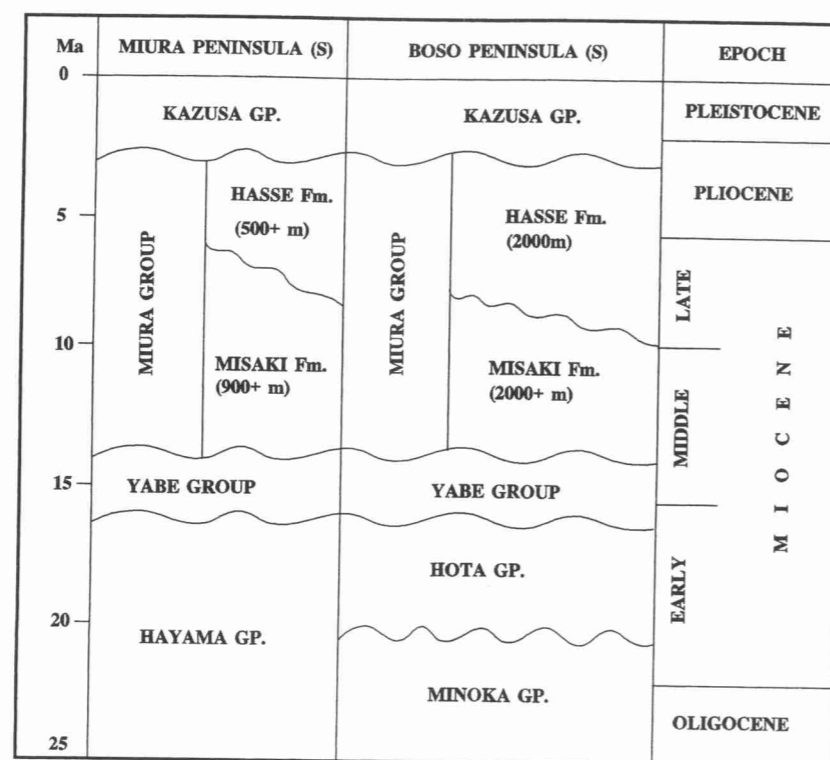 Ma MIURA PENINSULA (S) BOSO PENINSULA (S) EPOCH
0
KAZUSA GP. KAZUSA GP. PLEISTOCENE
HASSE Fm.
(500+ m)
HASSE Fm.
(2000m)
PLIOCENE
5
MIURA GROUP
MIURA GROUP
LATE
10
MISAKI Fm.
(900+ m)
MISAKI Fm.
(2000+ m)
MIDDLE
MIOCENE
15
YABE GROUP YABE GROUP
HOTA GP.
EARLY
20
HAYAMA GP.
MINOKA GP.
OLIGOCENE
25